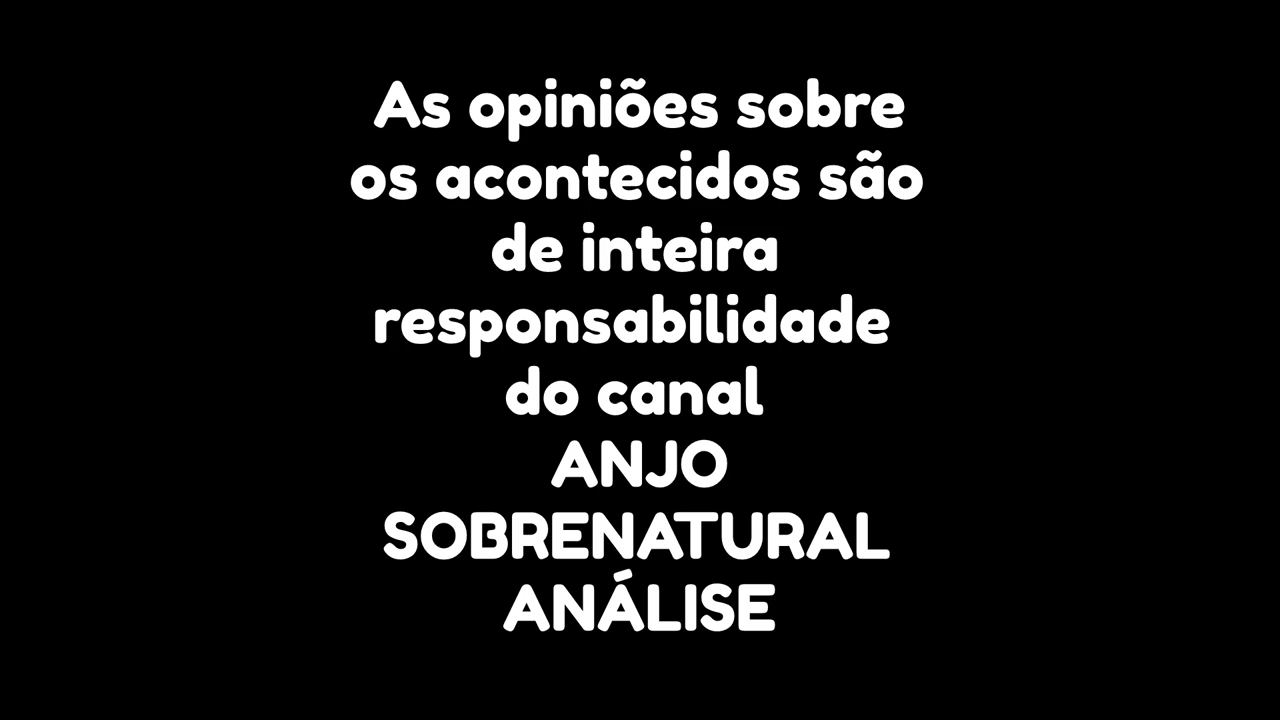 As opiniões sobre
os acontecidos são
de inteira
responsabilidade
do canal
ANJO
SOBRENATURAL
ANÁLISE